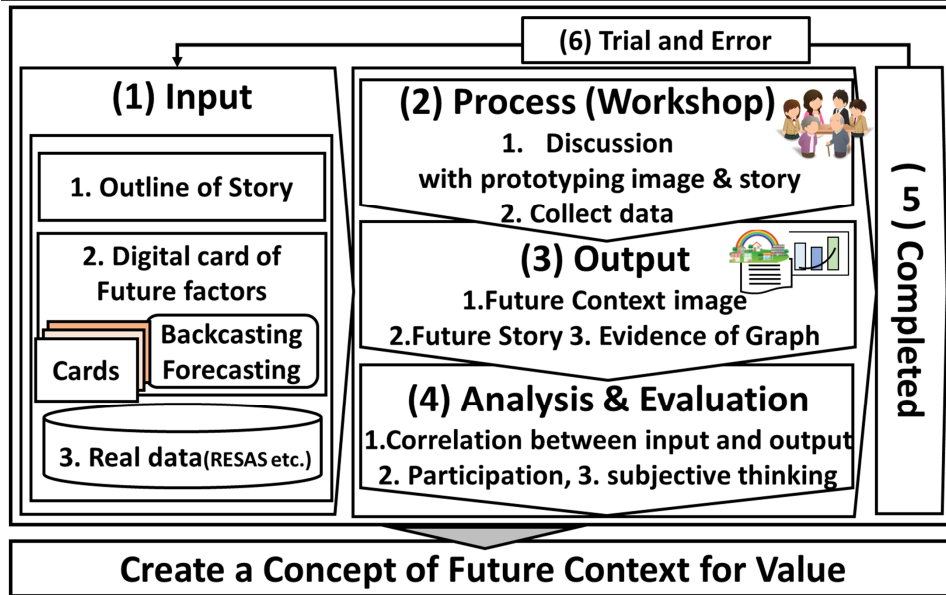 (6) Trial and Error
(1) Input
1. Outline of Story
2. Digital card of
Future factors
Backcasting
Forecasting
Cards
3. Real data(RESAS etc.)
(2) Process (Workshop)
1. Discussion
with prototyping image & story
2. Collect data
(3) Output
1.Future Context image
2.Future Story 3. Evidence of Graph
(4) Analysis & Evaluation
1.Correlation between input and output
2. Participation, 3. subjective thinking
(5) Completed
Create a Concept of Future Context for Value